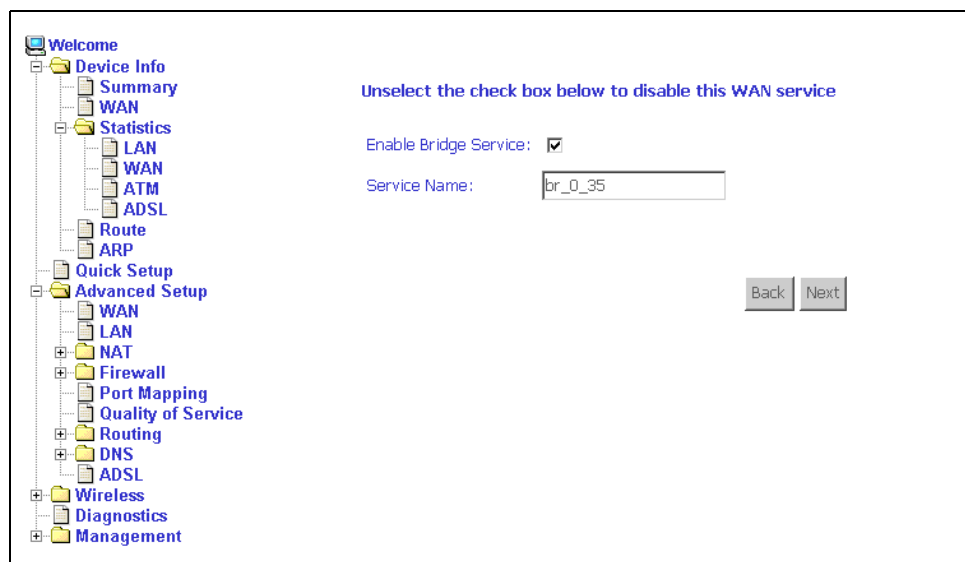 Welcome
Device Info
Summary
WAN
Statistics
LAN
WAN
ATM
ADSL
Route
ARP
Quick Setup
Advanced Setup
WAN
LAN
NAT
Firewall
Port Mapping
Quality of Service
Routing
DNS
ADSL
Wireless
Diagnostics
Management
Unselect the check box below to disable this WAN service
Enable Bridge Service:
Service Name: br_0_35
Back Next